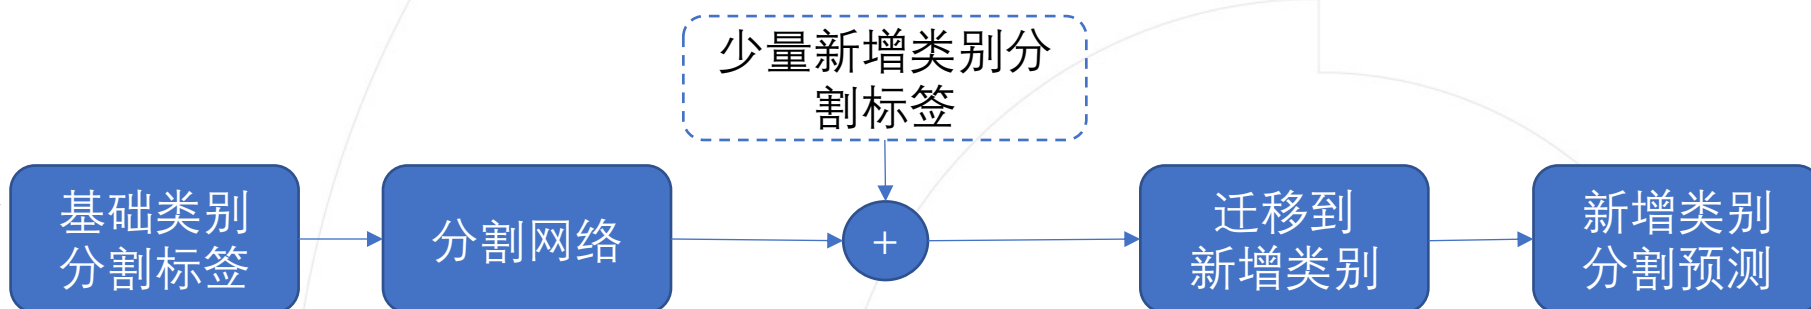 少量新增类别分
割标签
基础类别
分割标签
分割网络
+
迁移到
新增类别
新增类别
分割预测